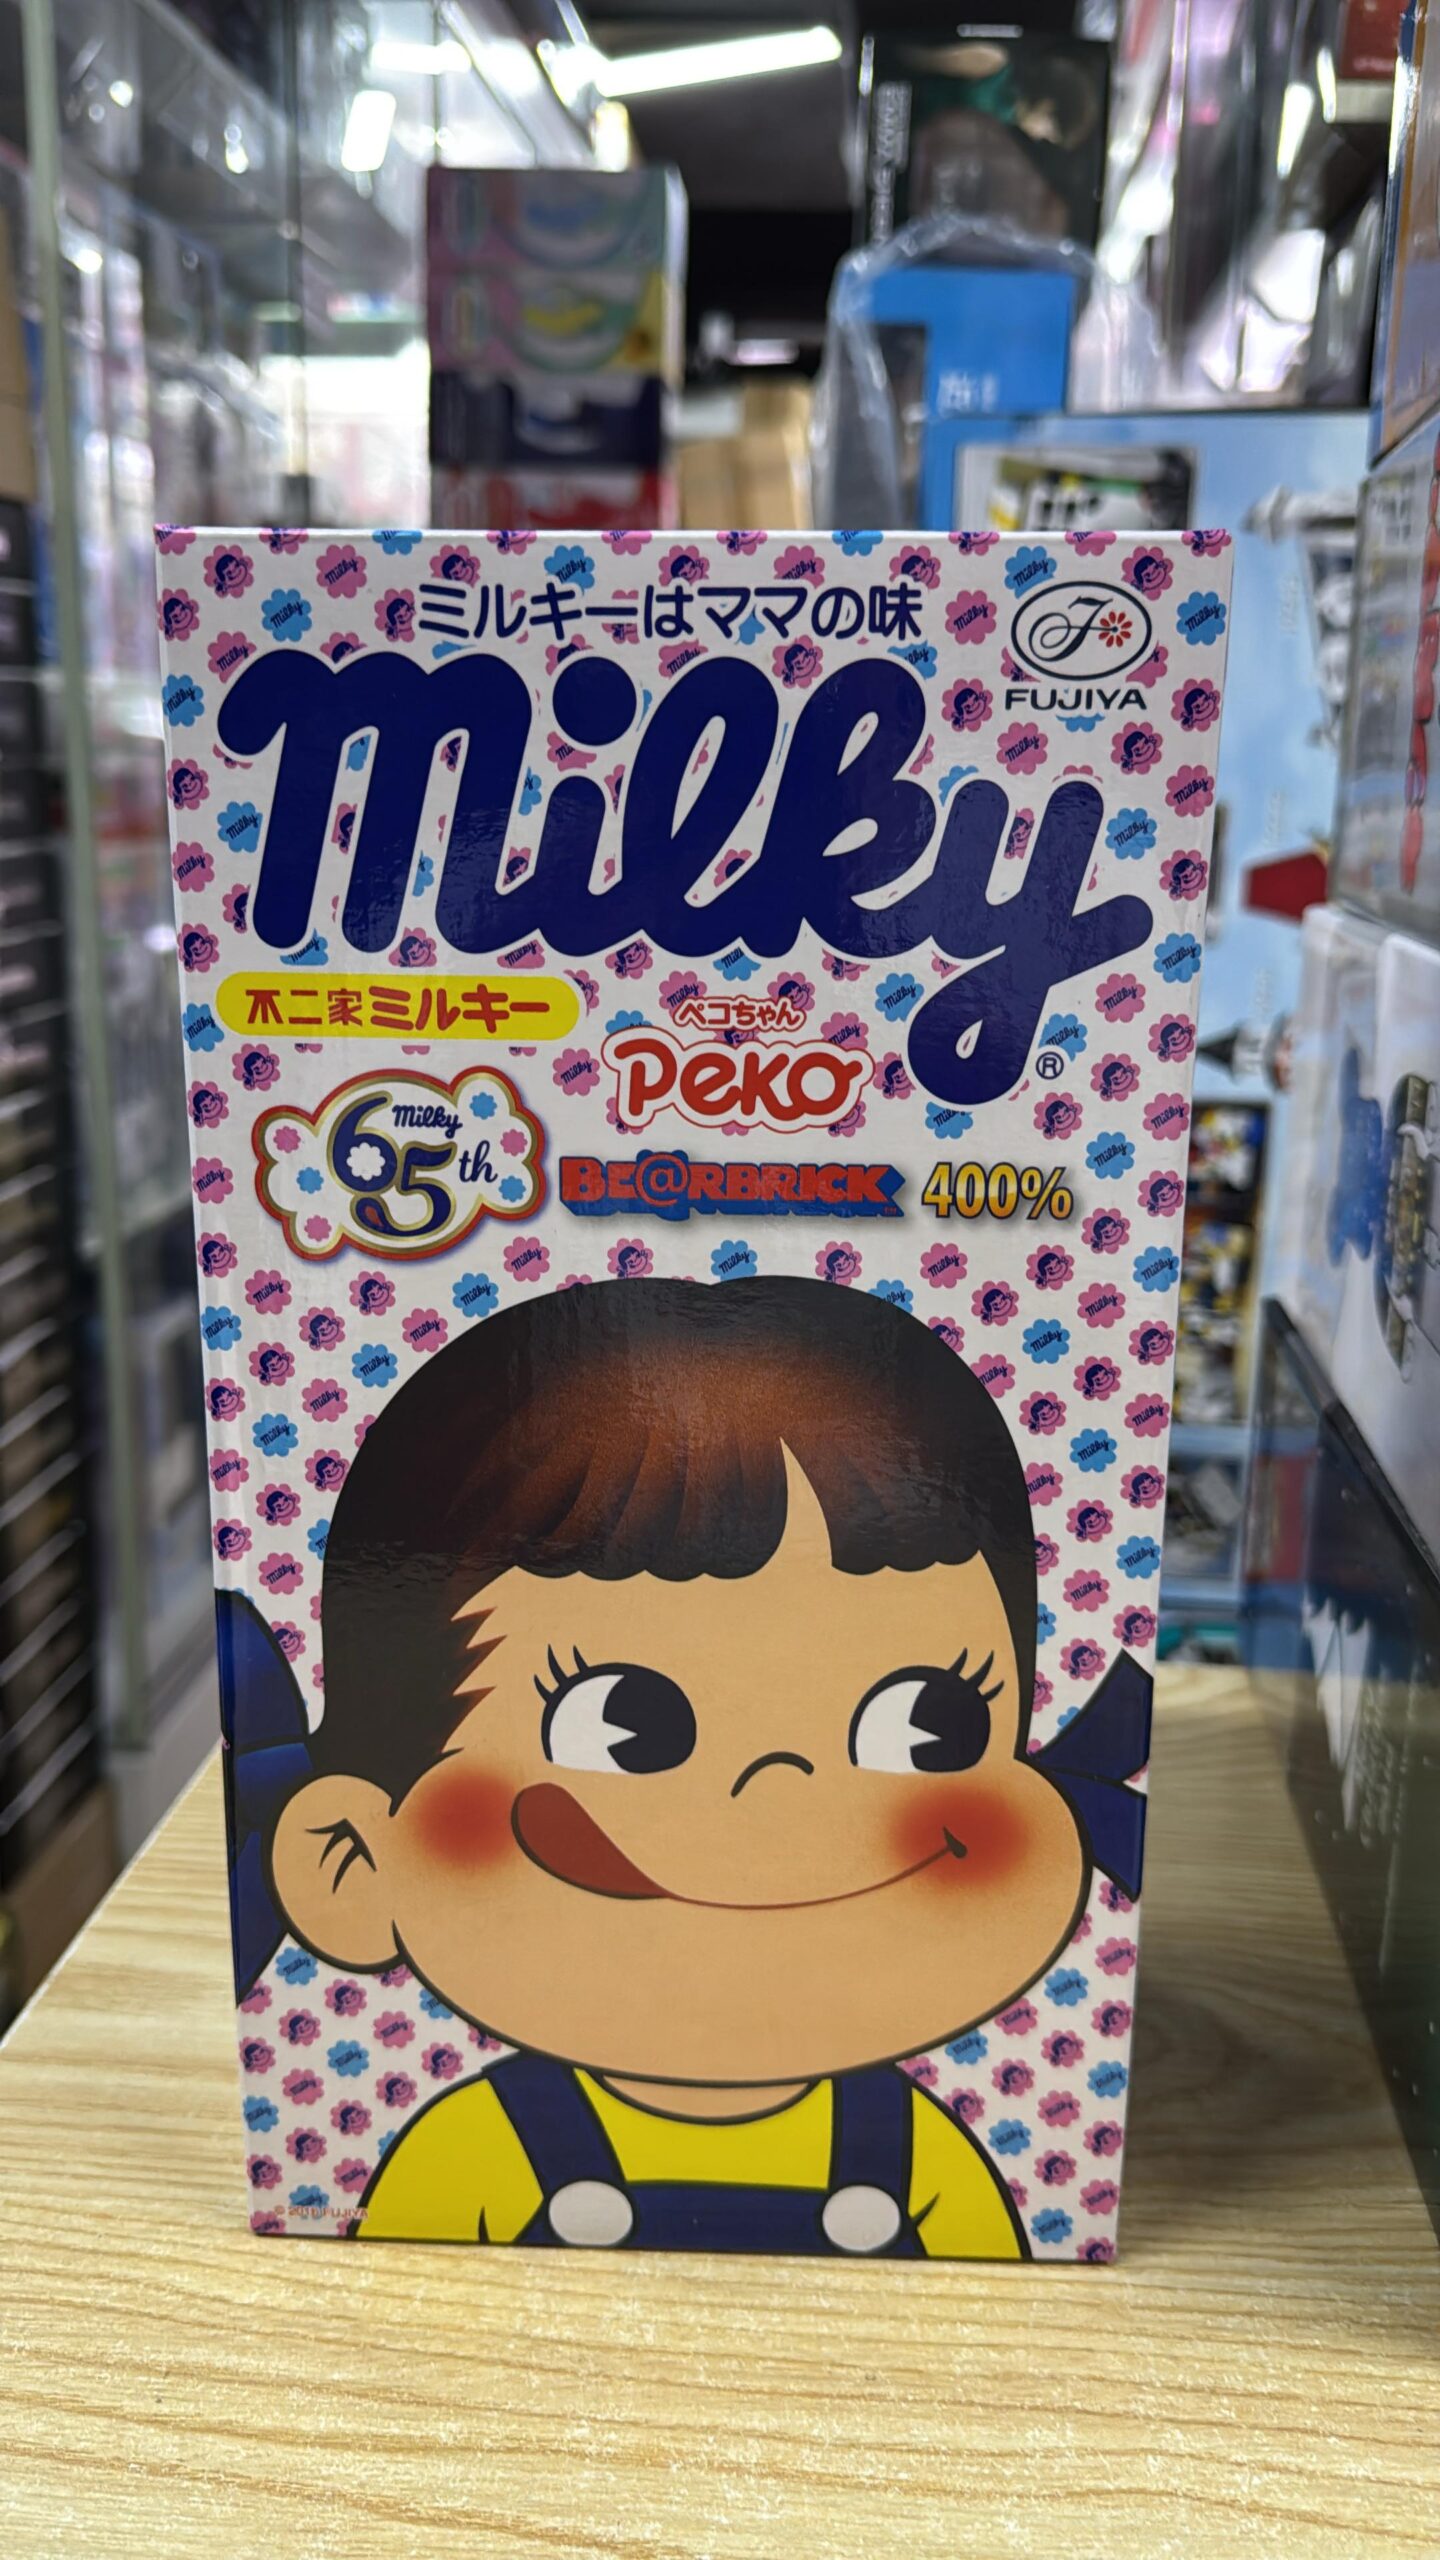 ミルキーはママの味
FUJIYA
milky
®
不二家ミルキー
ペコちゃん
Peko
milky
65th
BE@RBRICK
400%